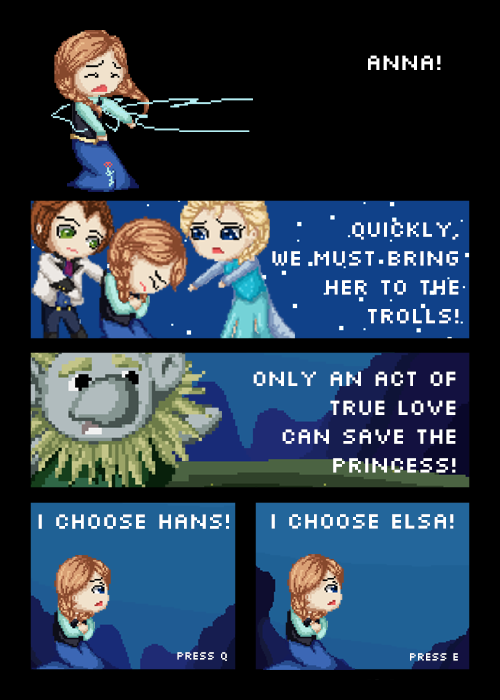 ANNA!
QUICKLY,
WE MUST BRING
HER TO THE
TROLLS!
ONLY AN ACT OF
TRUE LOVE
CAN SAVE THE
PRINCESS!
I CHOOSE HANS!
PRESS Q
I CHOOSE ELSA!
PRESS E